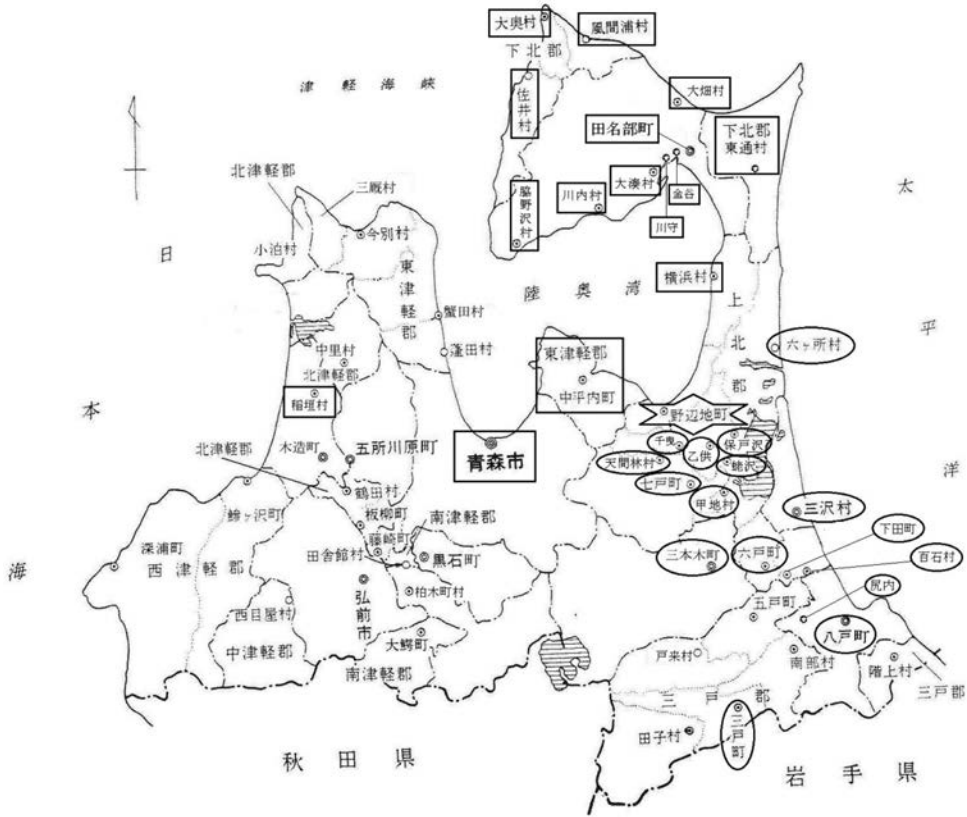 大奥村
風間浦村
下北郡
津軽海峡
佐井村
大畑村
田名部町
下北郡
東通村
北津軽郡
三厩村
大湊村
金谷
川内村
脇野沢村
川守
太平洋
今別村
小泊村
東津軽郡
横浜村
陸奥湾
上北郡
日本海
蟹田村
蓬田村
六ヶ所村
中里村
北津軽郡
東津軽郡
中平内町
稲垣村
野辺地町
千曳
乙供
保戸沢
北津軽郡
木造町
五所川原町
青森市
天間林村
蛯沢
七戸町
鶴田村
甲地村
三沢村
鰺ヶ沢町
板柳町
南津軽郡
下田町
藤崎町
深浦町
田舎館村
黒石町
三本木町
六戸町
百石村
西津軽郡
弘前市
柏木町村
五戸町
尻内
西目屋村
八戸町
中津軽郡
大鰐町
戸来村
南部村
階上村
南津軽郡
三戸郡
三戸郡
田子村
三戸町
秋田県
岩手県